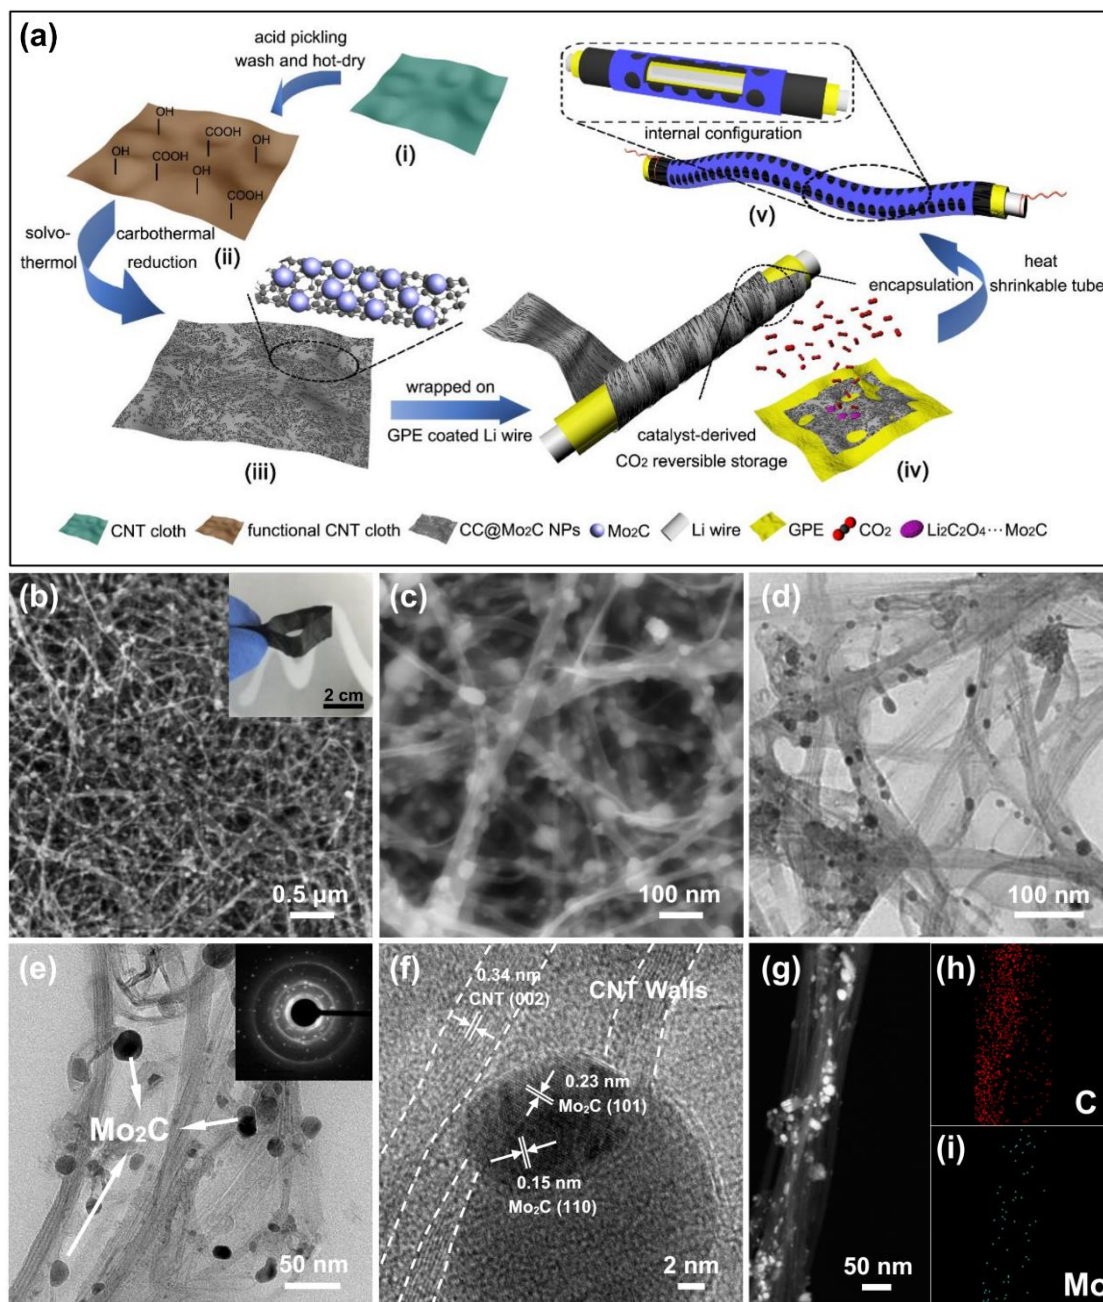 (a)
acid pickling
wash and hot-dry
(i)
OH
COOH
OH
OH
COOH
OH
COOH
(ii)
solvo-
thermol
carbothermal
reduction
internal configuration
(v)
encapsulation
heat
shrinkable tube
(iii)
wrapped on
GPE coated Li wire
catalyst-derived
CO₂ reversible storage
(iv)
CNT cloth
functional CNT cloth
CC@Mo₂C NPs
Mo₂C
Li wire
GPE
CO₂
Li₂C₂O₄···Mo₂C
(b)
2 cm
0.5 μm
(c)
100 nm
(d)
100 nm
(e)
Mo₂C
50 nm
(f)
0.34 nm
CNT (002)
CNT Walls
0.23 nm
Mo₂C (101)
0.15 nm
Mo₂C (110)
2 nm
(g)
50 nm
(h)
C
(i)
Mo